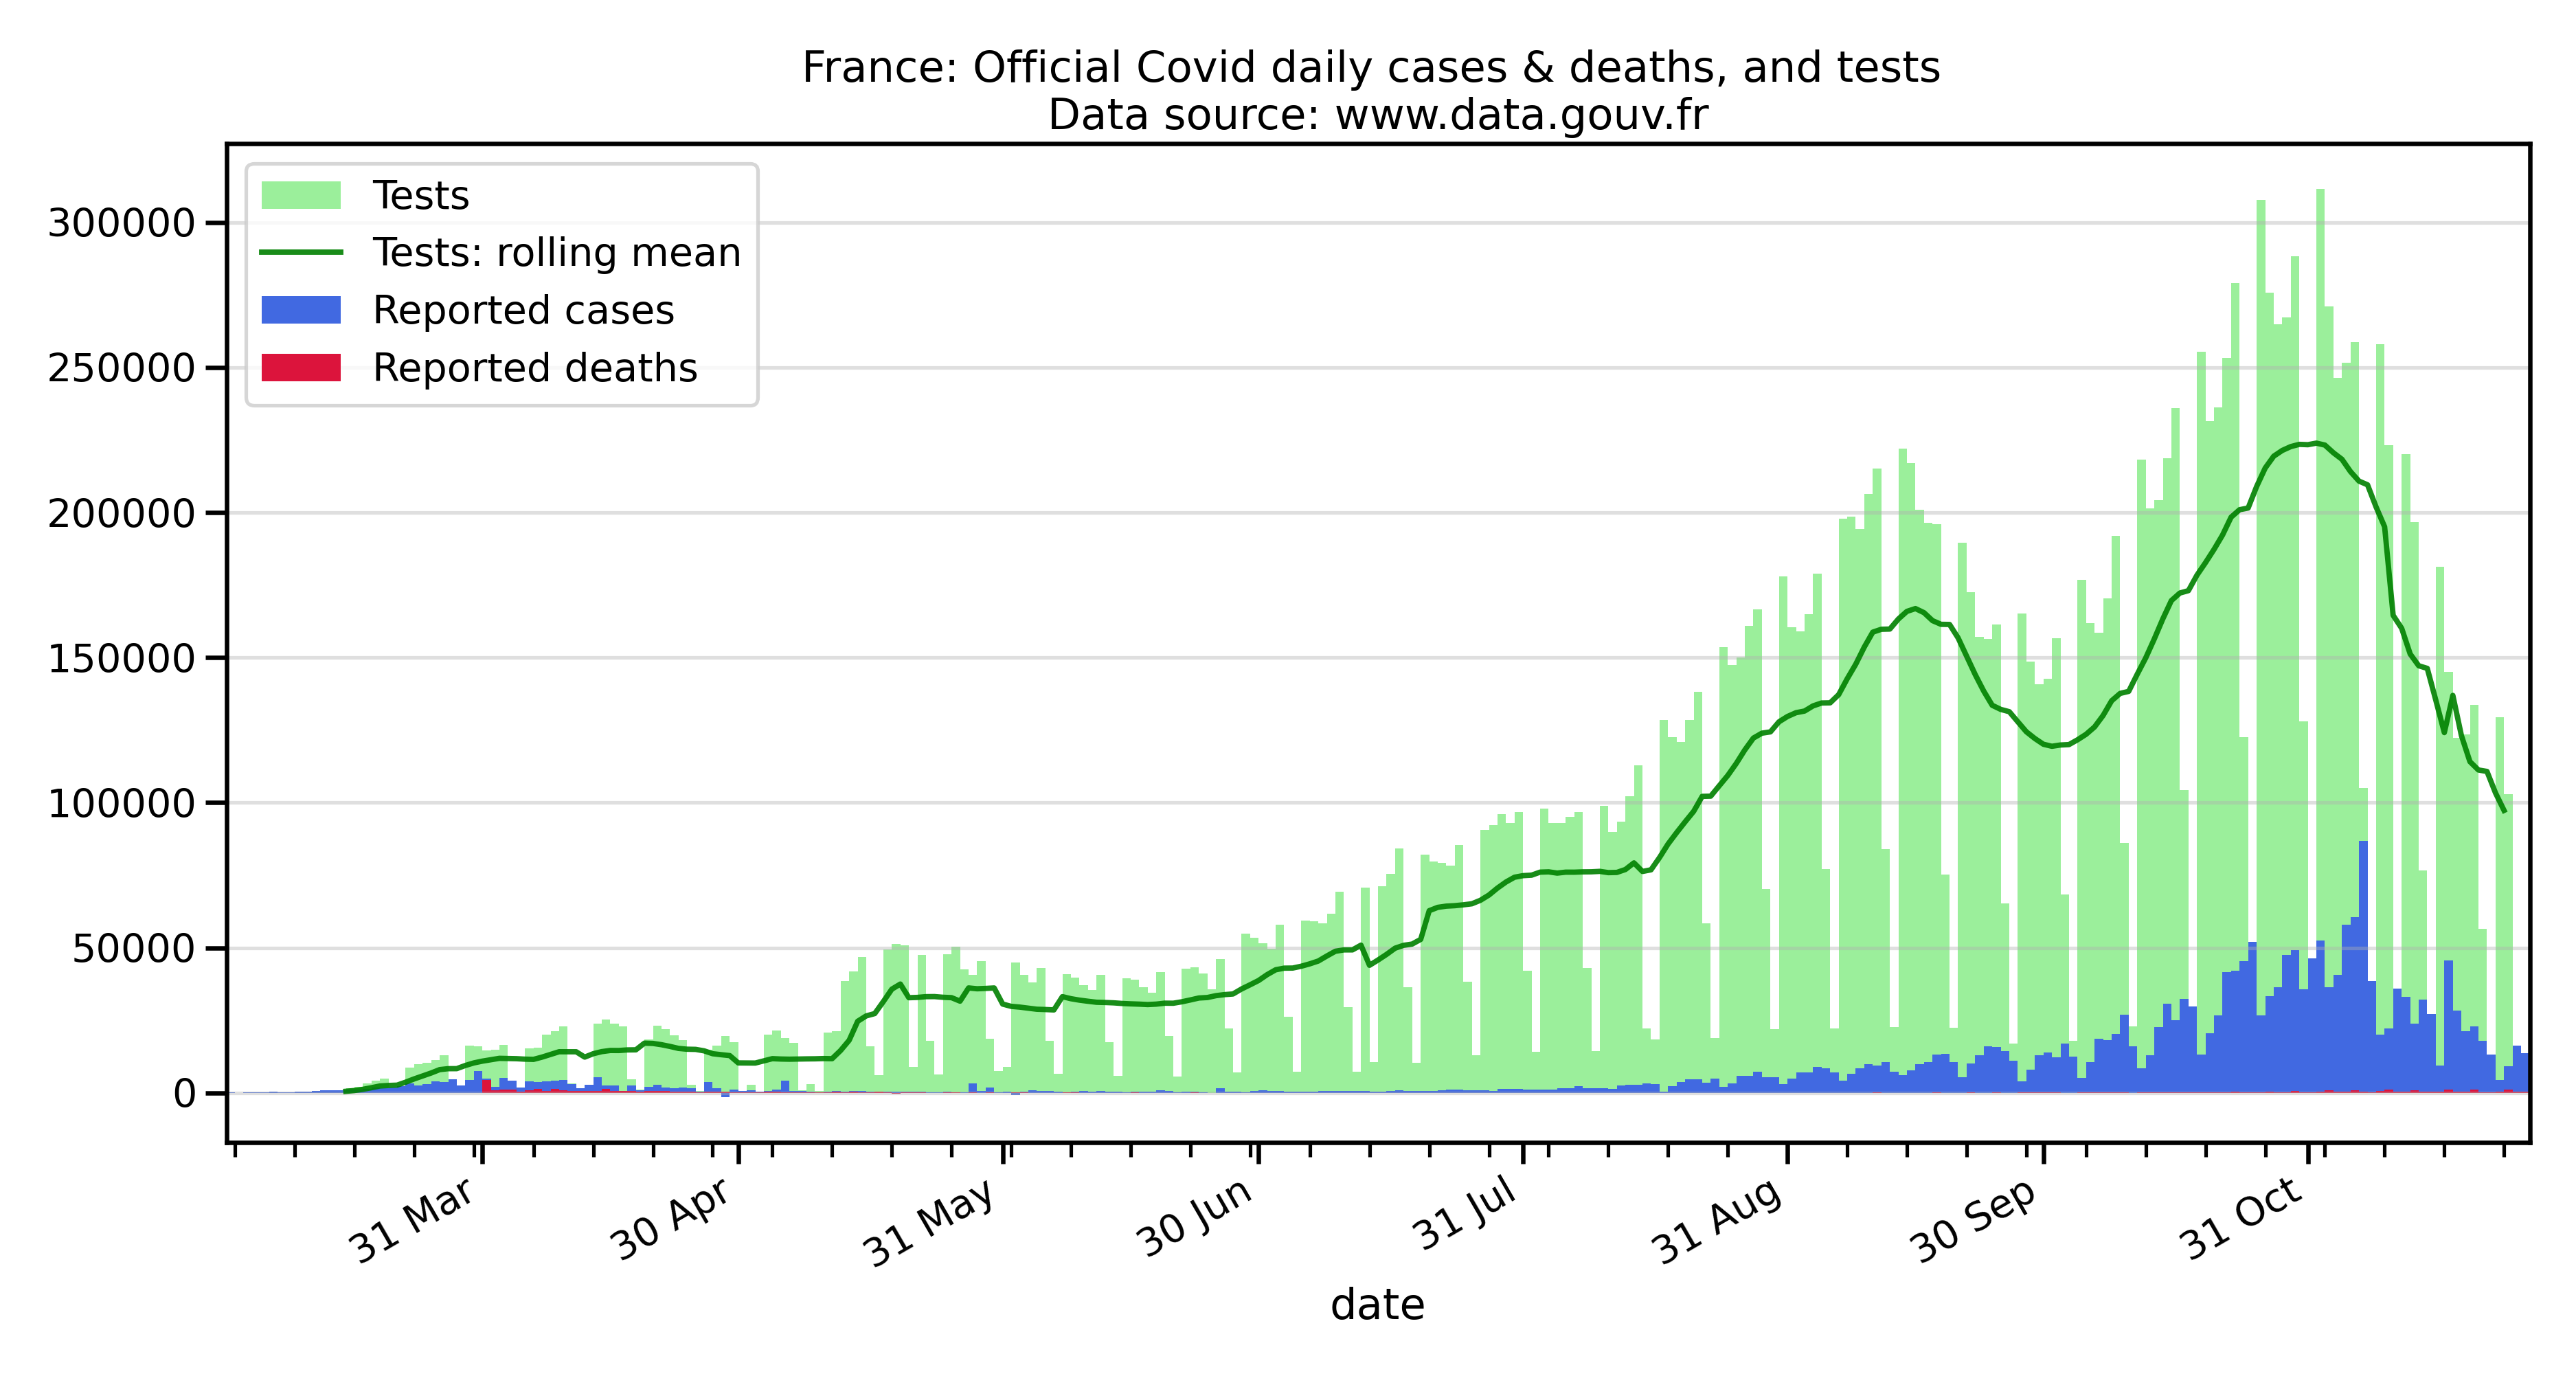 France: Official Covid daily cases & deaths, and tests
Data source: www.data.gouv.fr
Tests
Tests: rolling mean
Reported cases
Reported deaths
300000
250000
200000
150000
100000
50000
0
31 Mar
30 Apr
31 May
30 Jun
31 Jul
31 Aug
30 Sep
31 Oct
date